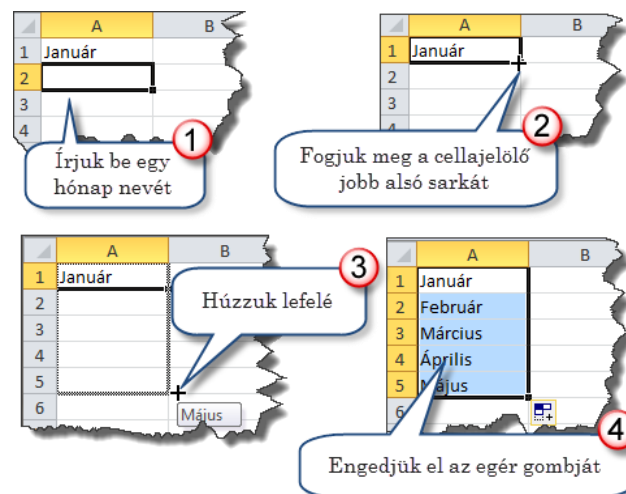 A B
1 Január
2
3
4
1
Írjuk be egy
hónap nevét
A B
1 Január
2
3
4
2
Fogjuk meg a cellajelölő
jobb alsó sarkát
A B
1 Január
2
3
4
5
6
Május
3
Húzzuk lefelé
A B
1 Január
2 Február
3 Március
4 Április
5 Május
6
4
Engedjük el az egér gombját